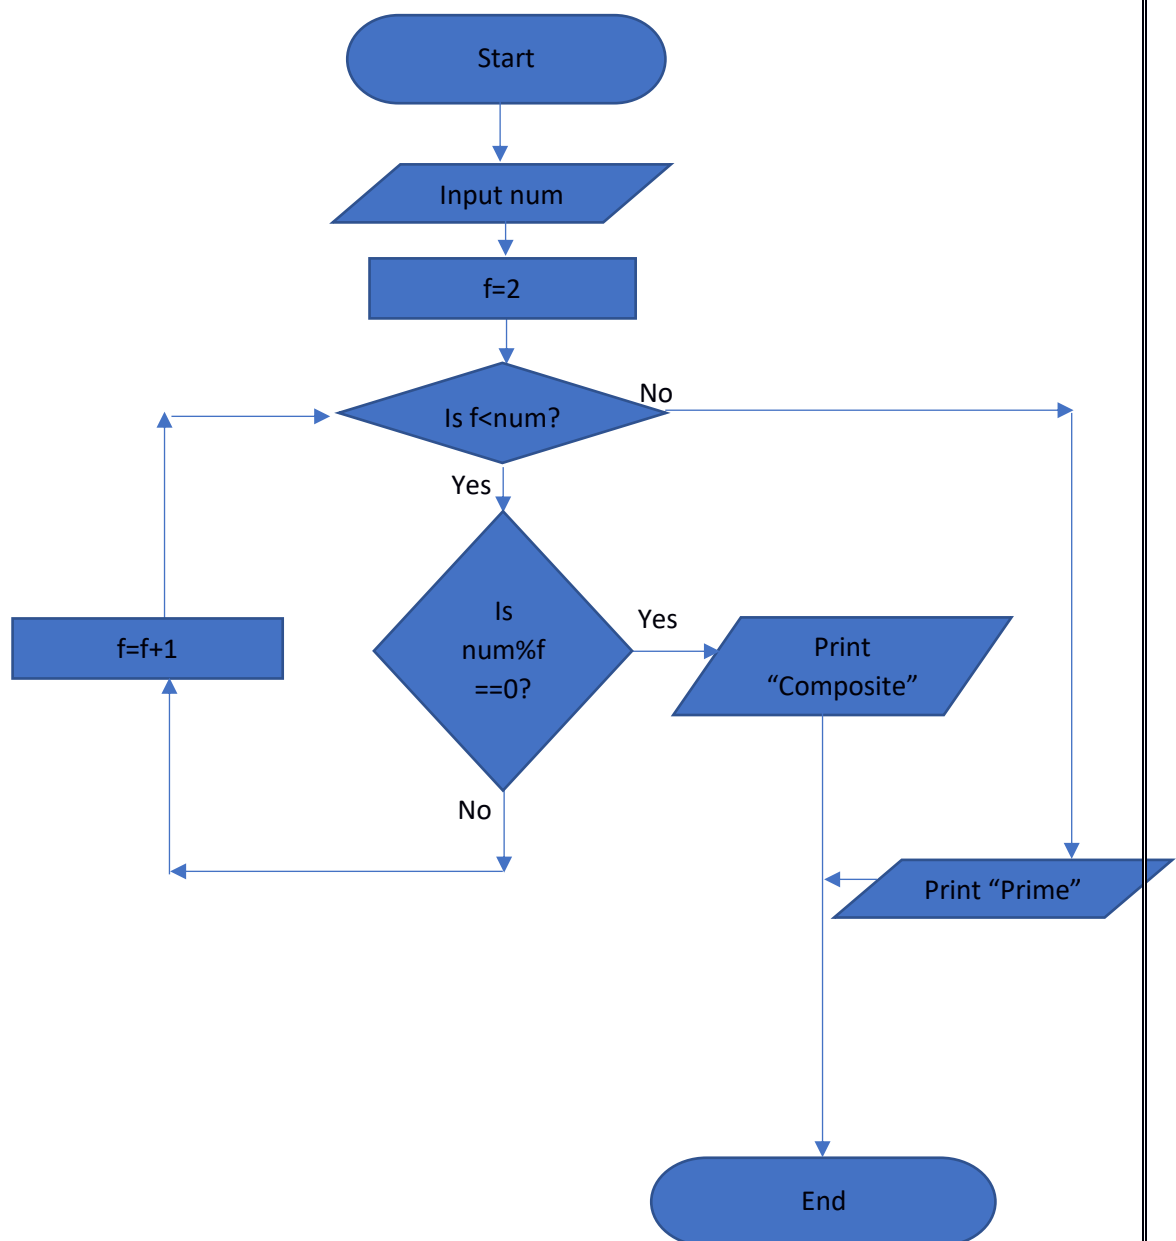 Start
Input num
f=2
Is f<num?
No
Yes
Is
num%f
==0?
Yes
Print
“Composite”
f=f+1
No
Print “Prime”
End